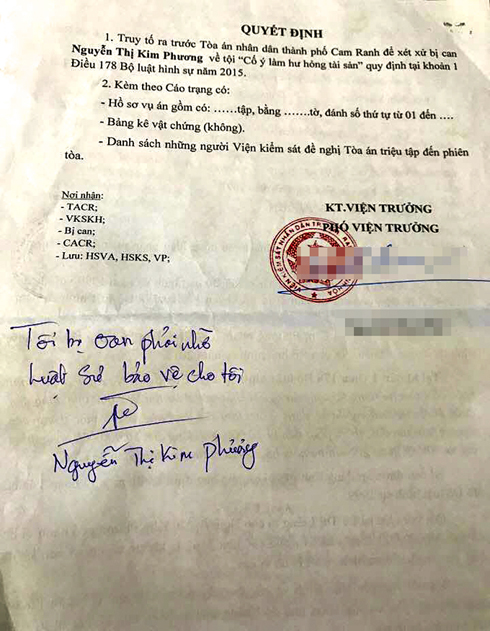 QUYẾT ĐỊNH
1. Truy tố ra trước Tòa án nhân dân thành phố Cam Ranh để xét xử bị can
Nguyễn Thị Kim Phương về tội "Cố ý làm hư hỏng tài sản" quy định tại khoản 1
Điều 178 Bộ luật hình sự năm 2015.
2. Kèm theo Cáo trạng có:
- Hồ sơ vụ án gồm có: ……tập, bằng ……tờ, đánh số thứ tự từ 01 đến ….
- Bảng kê vật chứng (không).
- Danh sách những người Viện kiểm sát đề nghị Tòa án triệu tập đến phiên
tòa.
Nơi nhận:
- TACR;
- VKSKH;
- Bị can;
- CACR;
- Lưu: HSVA, HSKS, VP;
KT.VIỆN TRƯỞNG
PHÓ VIỆN TRƯỞNG
VIỆN KIỂM SÁT NHÂN DÂN
Tôi bị oan phải nhờ
Luật Sư bảo vệ cho tôi
Nguyễn Thị Kim Phương